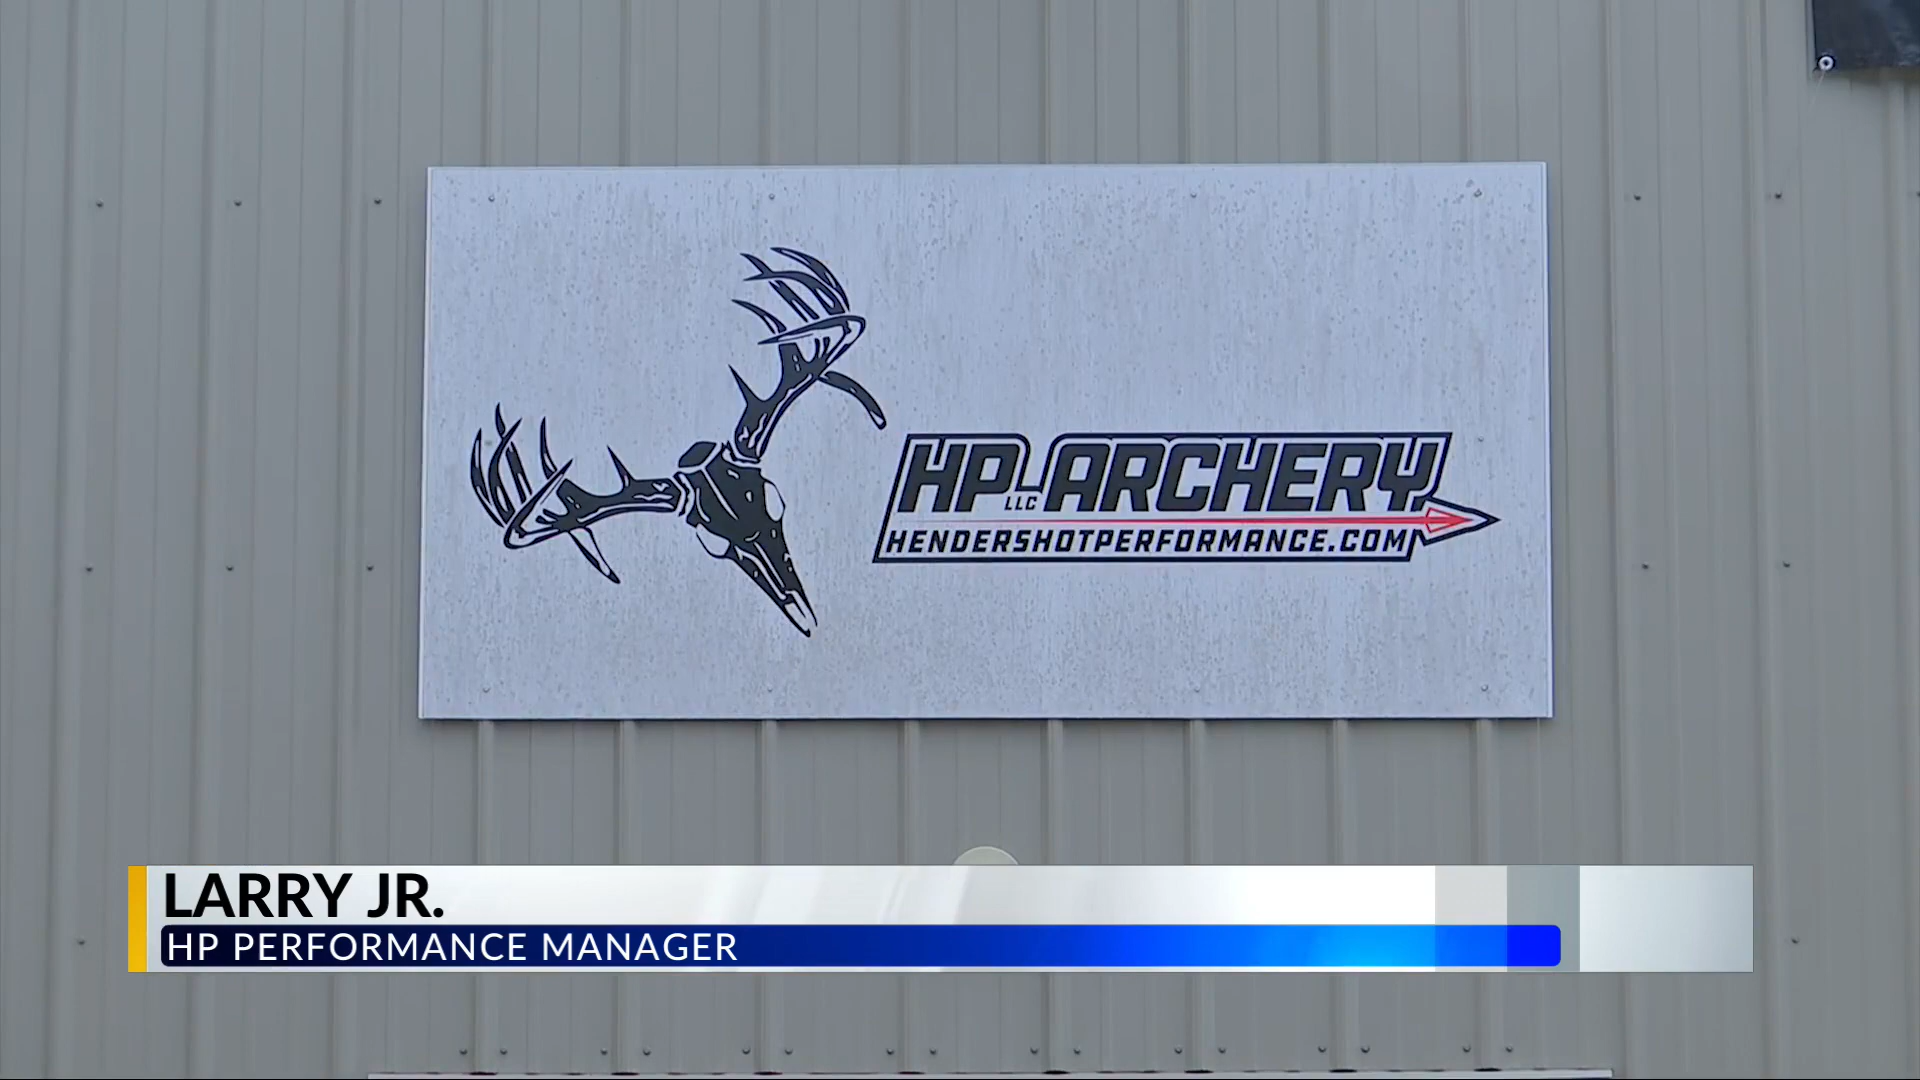 HP LLC ARCHERY
HENDERSHOTPERFORMANCE.COM
LARRY JR.
HP PERFORMANCE MANAGER